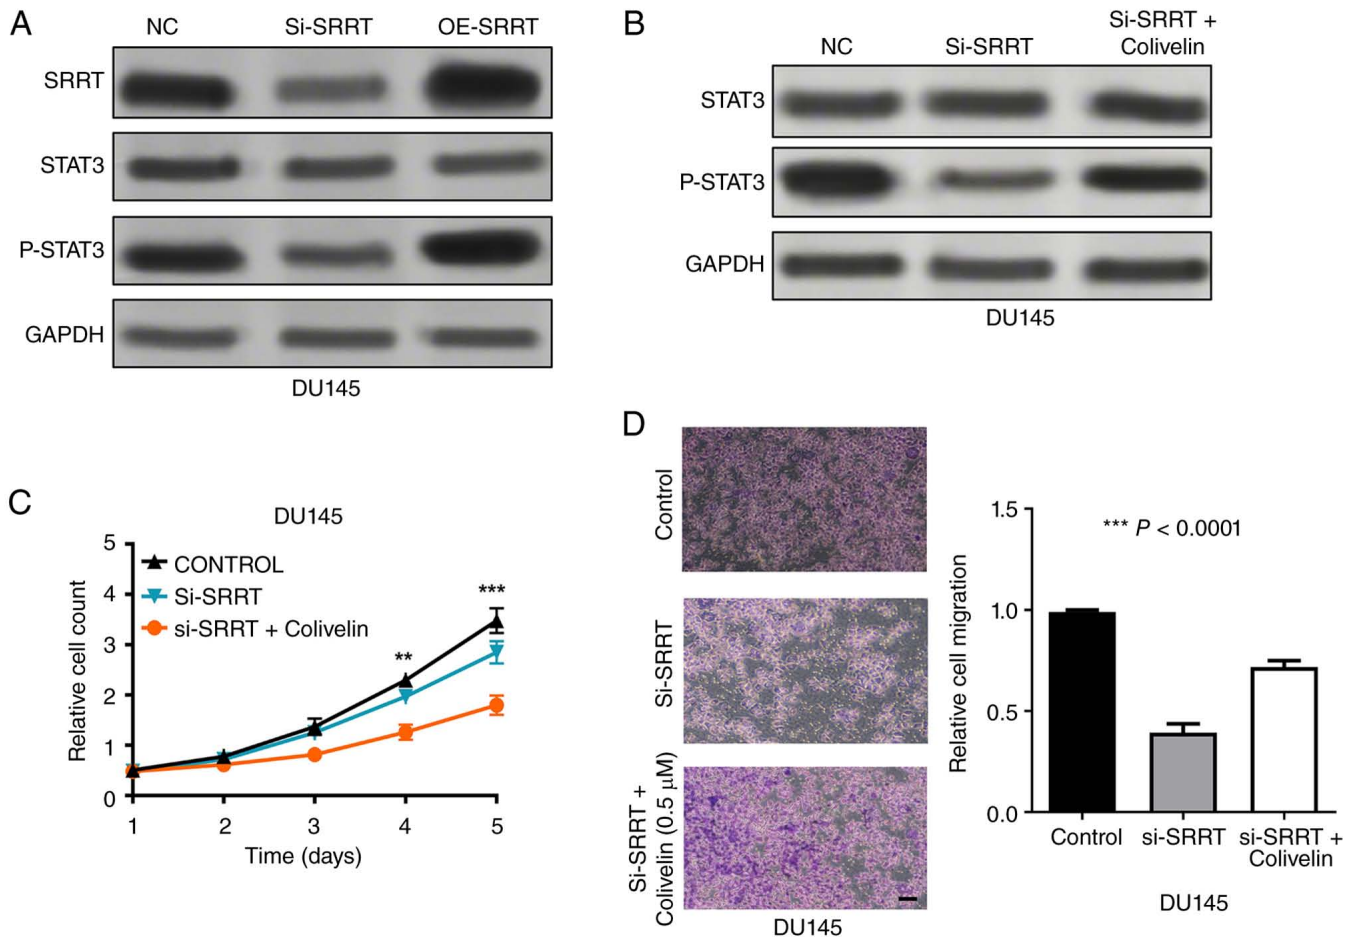 A
NC Si-SRRT OE-SRRT
SRRT
STAT3
P-STAT3
GAPDH
DU145
B
NC Si-SRRT Si-SRRT +
Colivelin
STAT3
P-STAT3
GAPDH
DU145
C
DU145
Relative cell count
5
4
3
2
1
0
CONTROL
Si-SRRT
si-SRRT + Colivelin
**
***
1 2 3 4 5
Time (days)
D
Control
Si-SRRT
Si-SRRT +
Colivelin (0.5 μM)
DU145
Relative cell migration
1.5
1.0
0.5
0.0
*** P < 0.0001
Control si-SRRT si-SRRT +
Colivelin
DU145